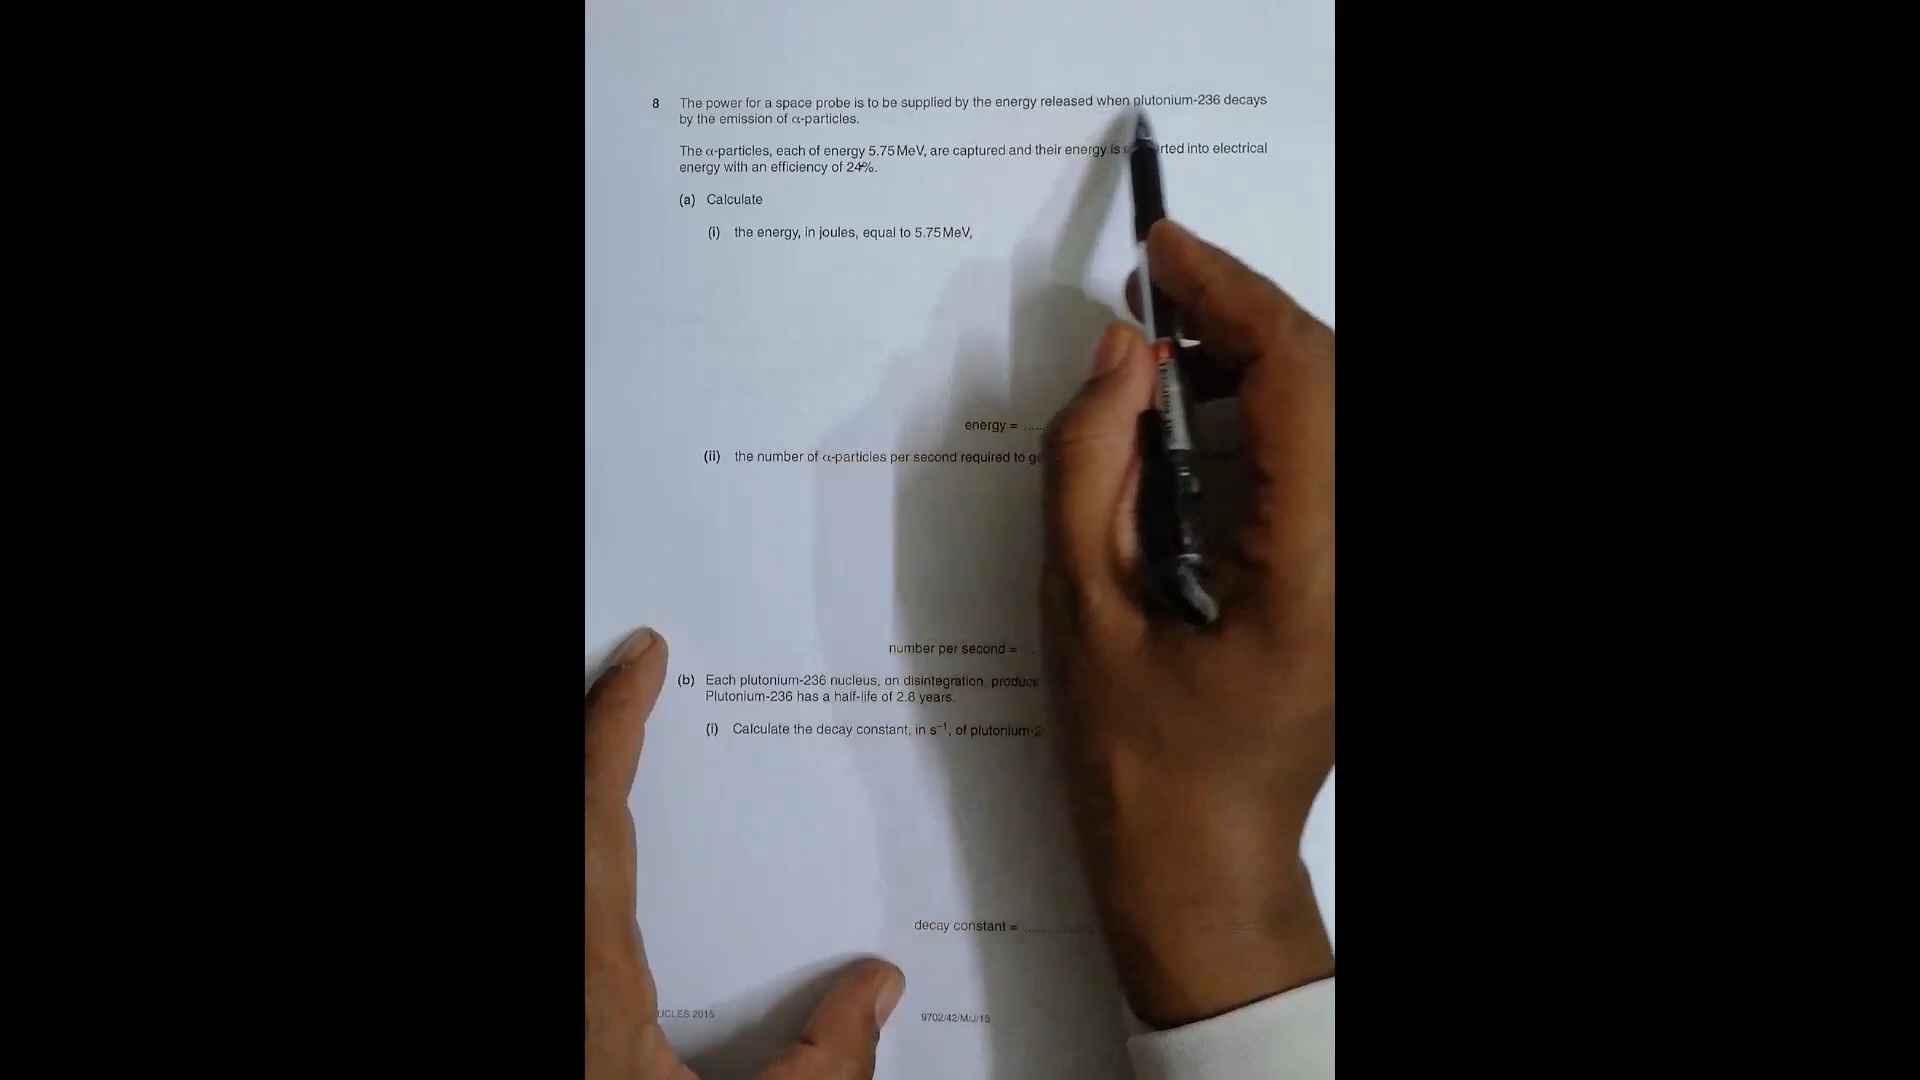 8 The power for a space probe is to be supplied by the energy released when plutonium-236 decays
by the emission of α-particles.
The α-particles, each of energy 5.75 MeV, are captured and their energy is into electrical
energy with an efficiency of 24%.
(a) Calculate
(i) the energy, in joules, equal to 5.75 MeV,
energy = .....
(ii) the number of α-particles per second required to
number per second = .
(b) Each plutonium-236 nucleus, on disintegration, produce
Plutonium-236 has a half-life of 2.8 years.
(i) Calculate the decay constant, in s⁻¹, of plutonium-2
decay constant = ..........
UCLES 2015
9702/42/M/J/15